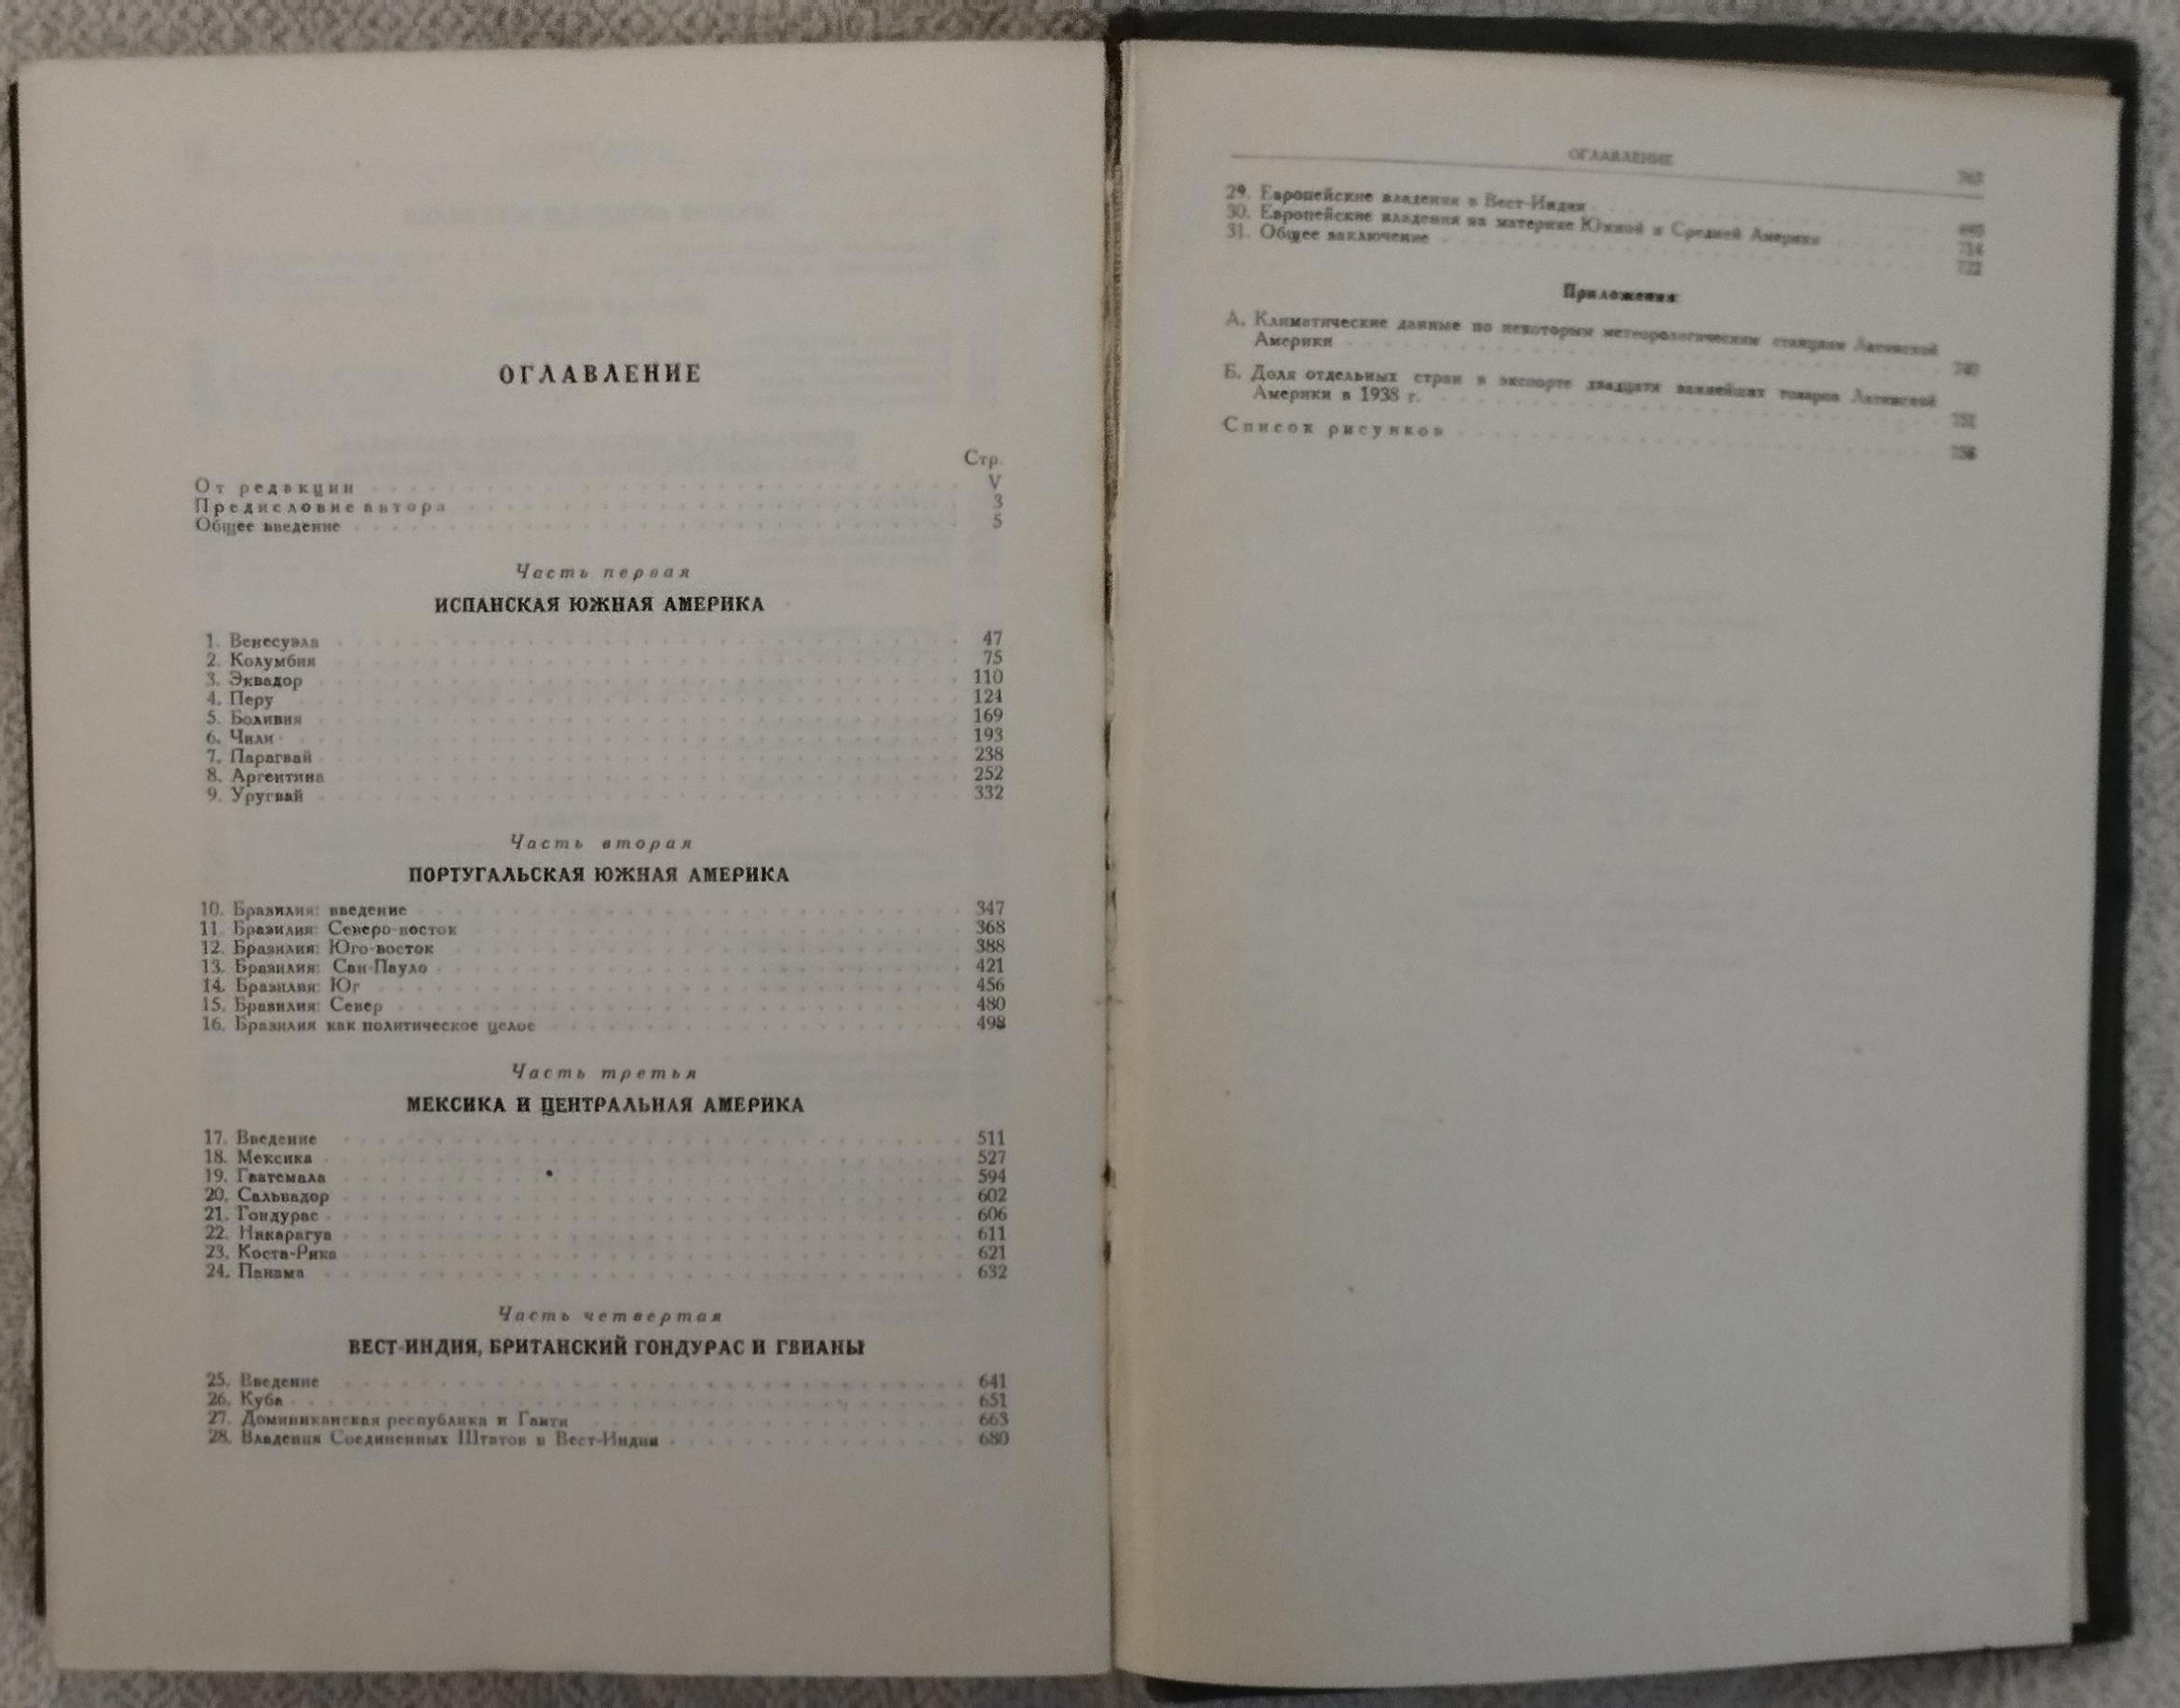 ОГЛАВЛЕНИЕ
Стр.
От редакции V
Предисловие автора 3
Общее введение 5
Часть первая
ИСПАНСКАЯ ЮЖНАЯ АМЕРИКА
1. Венесуэла 47
2. Колумбия 75
3. Эквадор 110
4. Перу 124
5. Боливия 169
6. Чили 193
7. Парагвай 238
8. Аргентина 252
9. Уругвай 332
Часть вторая
ПОРТУГАЛЬСКАЯ ЮЖНАЯ АМЕРИКА
10. Бразилия: введение 347
11. Бразилия: Северо-восток 368
12. Бразилия: Юго-восток 388
13. Бразилия: Сан-Пауло 421
14. Бразилия: Юг 456
15. Бразилия: Север 480
16. Бразилия как политическое целое 498
Часть третья
МЕКСИКА И ЦЕНТРАЛЬНАЯ АМЕРИКА
17. Введение 511
18. Мексика 527
19. Гватемала 594
20. Сальвадор 602
21. Гондурас 606
22. Никарагуа 611
23. Коста-Рика 621
24. Панама 632
Часть четвертая
ВЕСТ-ИНДИЯ, БРИТАНСКИЙ ГОНДУРАС И ГВИАНЫ
25. Введение 641
26. Куба 651
27. Доминиканская республика и Гаити 663
28. Владения Соединенных Штатов в Вест-Индии 680
ОГЛАВЛЕНИЕ
29. Европейские владения в Вест-Индии
30. Европейские владения на материке Южной и Средней Америки 714
31. Общее заключение 722
Приложения:
А. Климатические данные по некоторым метеорологическим станциям Латинской
Америки 740
Б. Доля отдельных стран в экспорте двадцати важнейших товаров Латинской
Америки в 1938 г. 751
Список рисунков